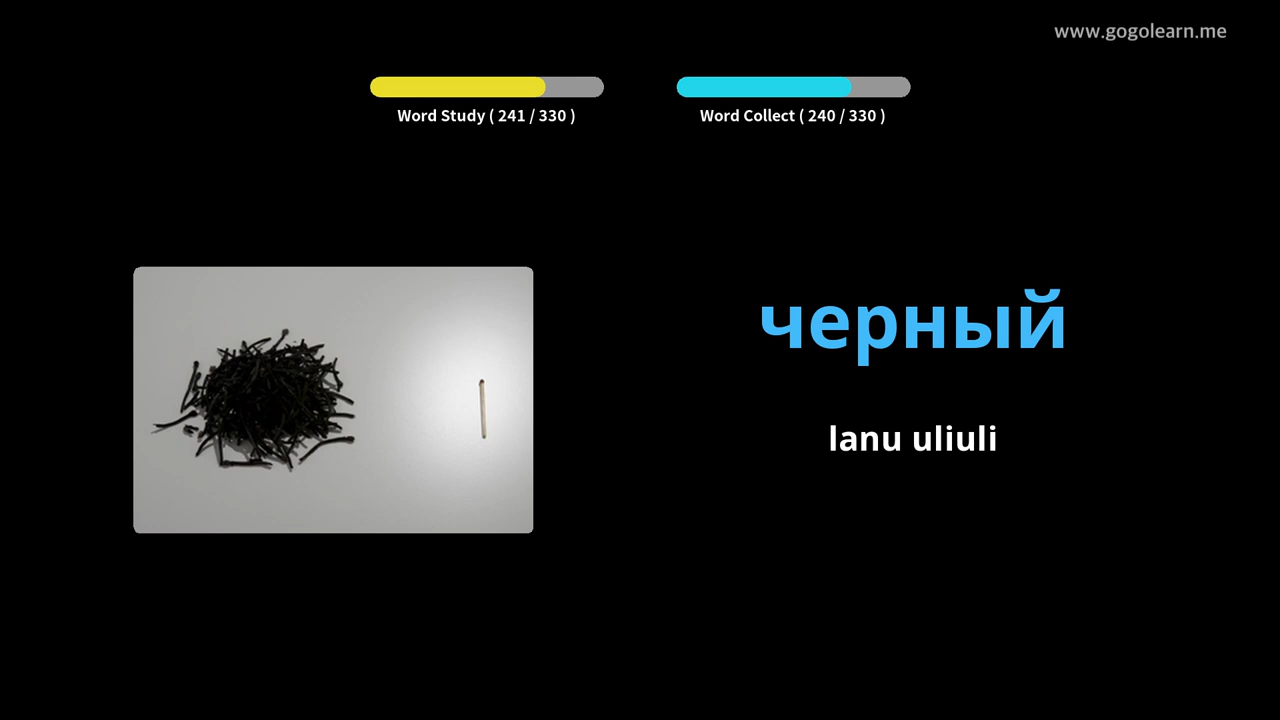 www.gogolearn.me
Word Study ( 241 / 330 )
Word Collect ( 240 / 330 )
черный
lanu uliuli